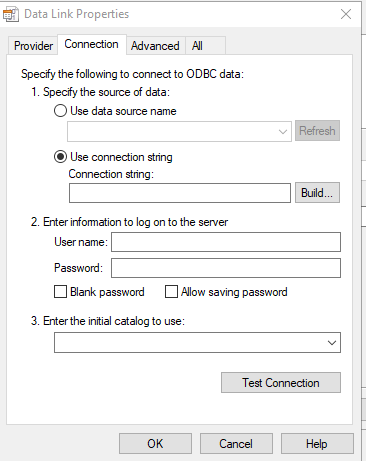 Data Link Properties
Provider Connection Advanced All
Specify the following to connect to ODBC data:
1. Specify the source of data:
Use data source name
Refresh
Use connection string
Connection string:
Build...
2. Enter information to log on to the server
User name:
Password:
Blank password Allow saving password
3. Enter the initial catalog to use:
Test Connection
OK Cancel Help